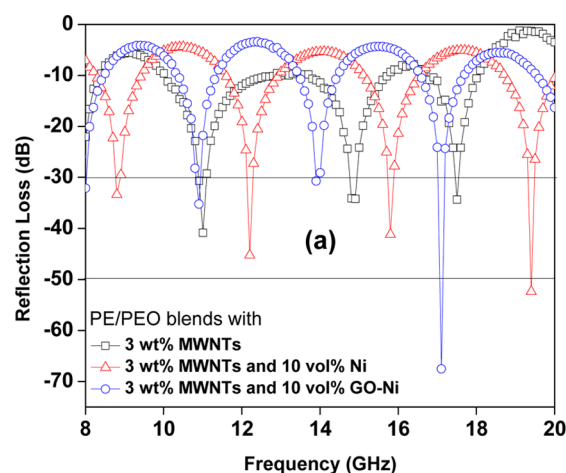 0
-10
-20
-30
-40
-50
-60
-70
Reflection Loss (dB)
(a)
PE/PEO blends with
3 wt% MWNTs
3 wt% MWNTs and 10 vol% Ni
3 wt% MWNTs and 10 vol% GO-Ni
8 10 12 14 16 18 20
Frequency (GHz)